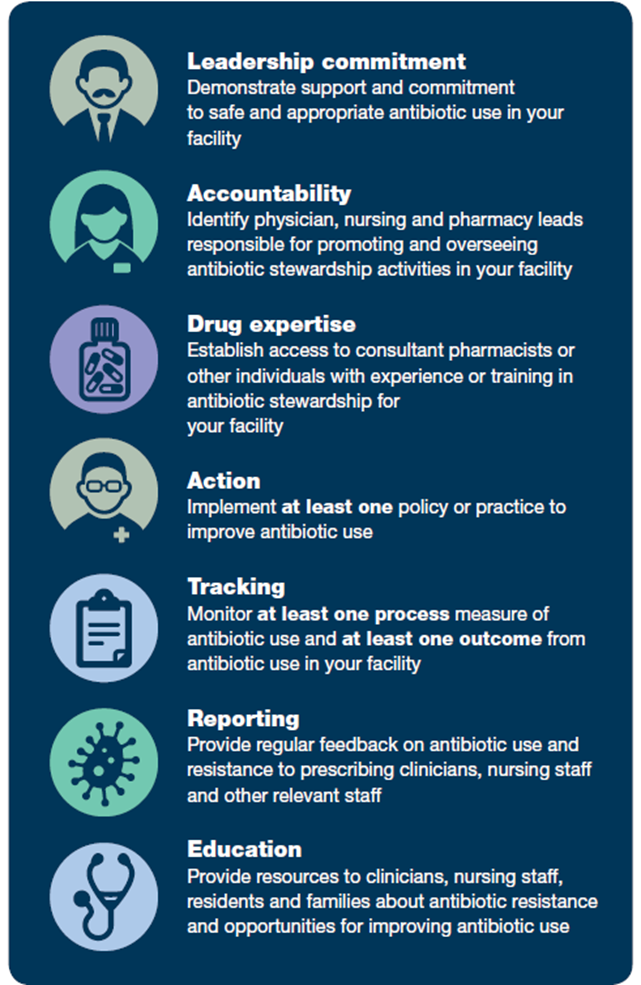 Leadership commitment
Demonstrate support and commitment
to safe and appropriate antibiotic use in your
facility
Accountability
Identify physician, nursing and pharmacy leads
responsible for promoting and overseeing
antibiotic stewardship activities in your facility
Drug expertise
Establish access to consultant pharmacists or
other individuals with experience or training in
antibiotic stewardship for
your facility
Action
Implement at least one policy or practice to
improve antibiotic use
Tracking
Monitor at least one process measure of
antibiotic use and at least one outcome from
antibiotic use in your facility
Reporting
Provide regular feedback on antibiotic use and
resistance to prescribing clinicians, nursing staff
and other relevant staff
Education
Provide resources to clinicians, nursing staff,
residents and families about antibiotic resistance
and opportunities for improving antibiotic use